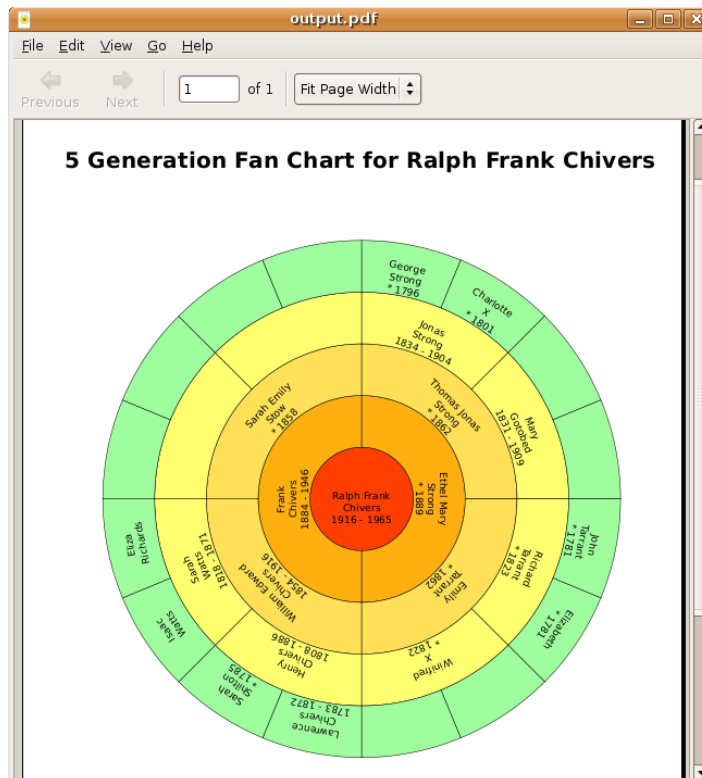 output.pdf
File Edit View Go Help
Previous Next 1 of 1 Fit Page Width
5 Generation Fan Chart for Ralph Frank Chivers
George
Strong
* 1796
Charlotte
X
* 1801
Jonas
Strong
1834 - 1904
Mary
Gotobed
1831 - 1909
Sarah Emily
Stow
* 1858
Thomas Jonas
Strong
* 1862
Frank
Chivers
1884 - 1946
Ralph Frank
Chivers
1916 - 1965
Ethel Mary
Strong
* 1889
John
Tarrant
* 1781
Elizabeth
* 1781
Richard
Tarrant
* 1823
Emily
Tarrant
* 1862
Winifred
X
* 1822
William Edward
Chivers
1854 - 1916
Eliza
Richards
Sarah
Watts
1818 - 1871
Isaac
Watts
Henry
Chivers
1808 - 1886
Sarah
Shilton
* 1785
Lawrence
Chivers
1783 - 1872